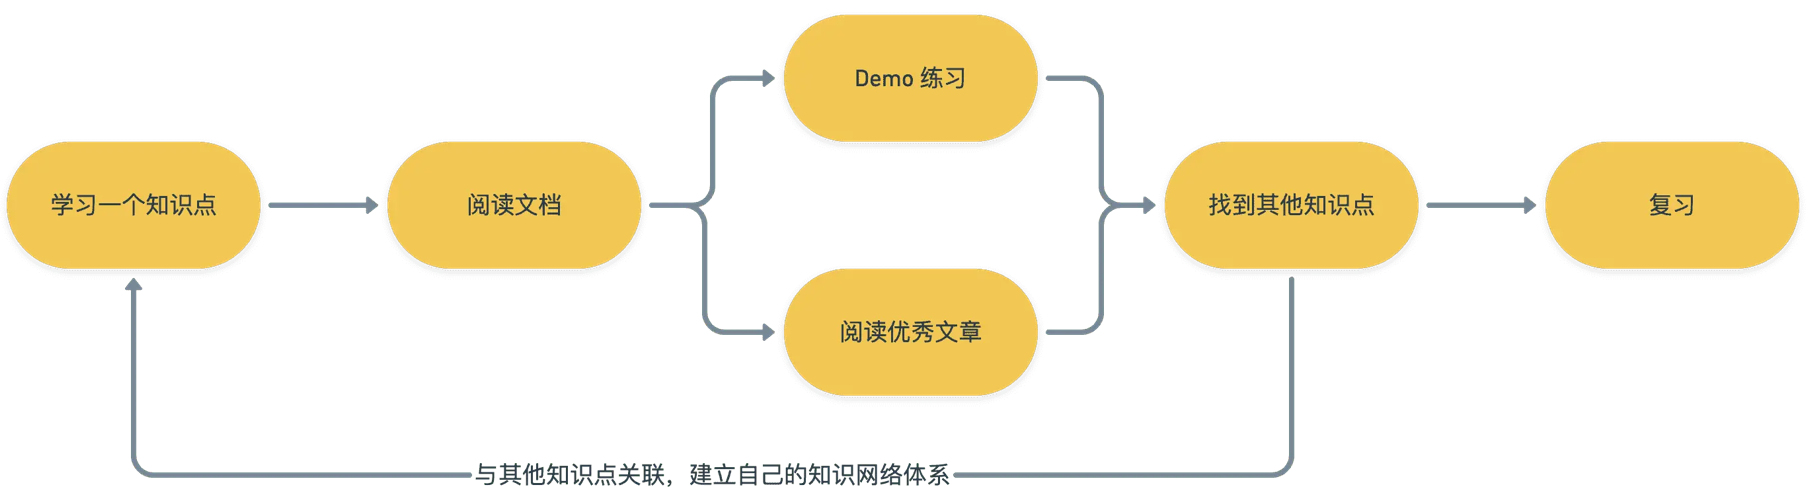 学习一个知识点
阅读文档
Demo 练习
阅读优秀文章
找到其他知识点
复习
与其他知识点关联，建立自己的知识网络体系